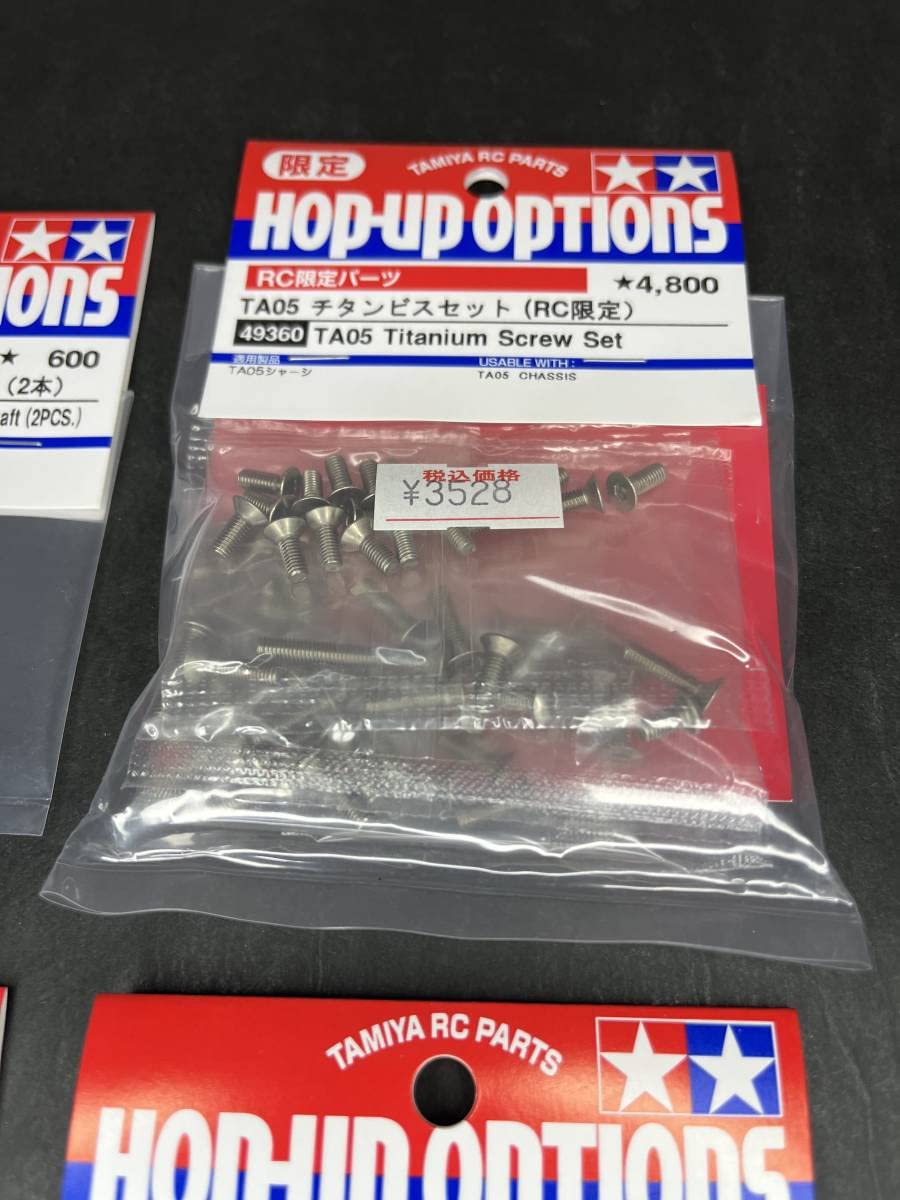 限定
TAMIYA RC PARTS
HOP-UP OPTIONS
RC限定パーツ
★4,800
TA05 チタンビスセット (RC限定)
49360 TA05 Titanium Screw Set
適用製品
TA05シャーシ
USABLE WITH :
TA05 CHASSIS
税込価格
¥3528
IONS
★ 600
(2本)
aft (2PCS.)
TAMIYA RC PARTS
HOP-UP OPTIONS